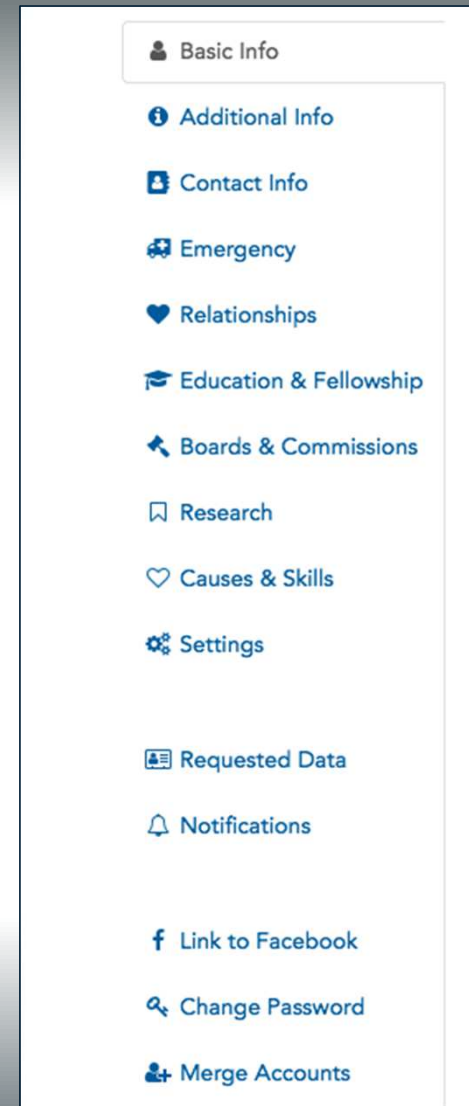 Basic Info
Additional Info
Contact Info
Emergency
Relationships
Education & Fellowship
Boards & Commissions
Research
Causes & Skills
Settings
Requested Data
Notifications
Link to Facebook
Change Password
Merge Accounts